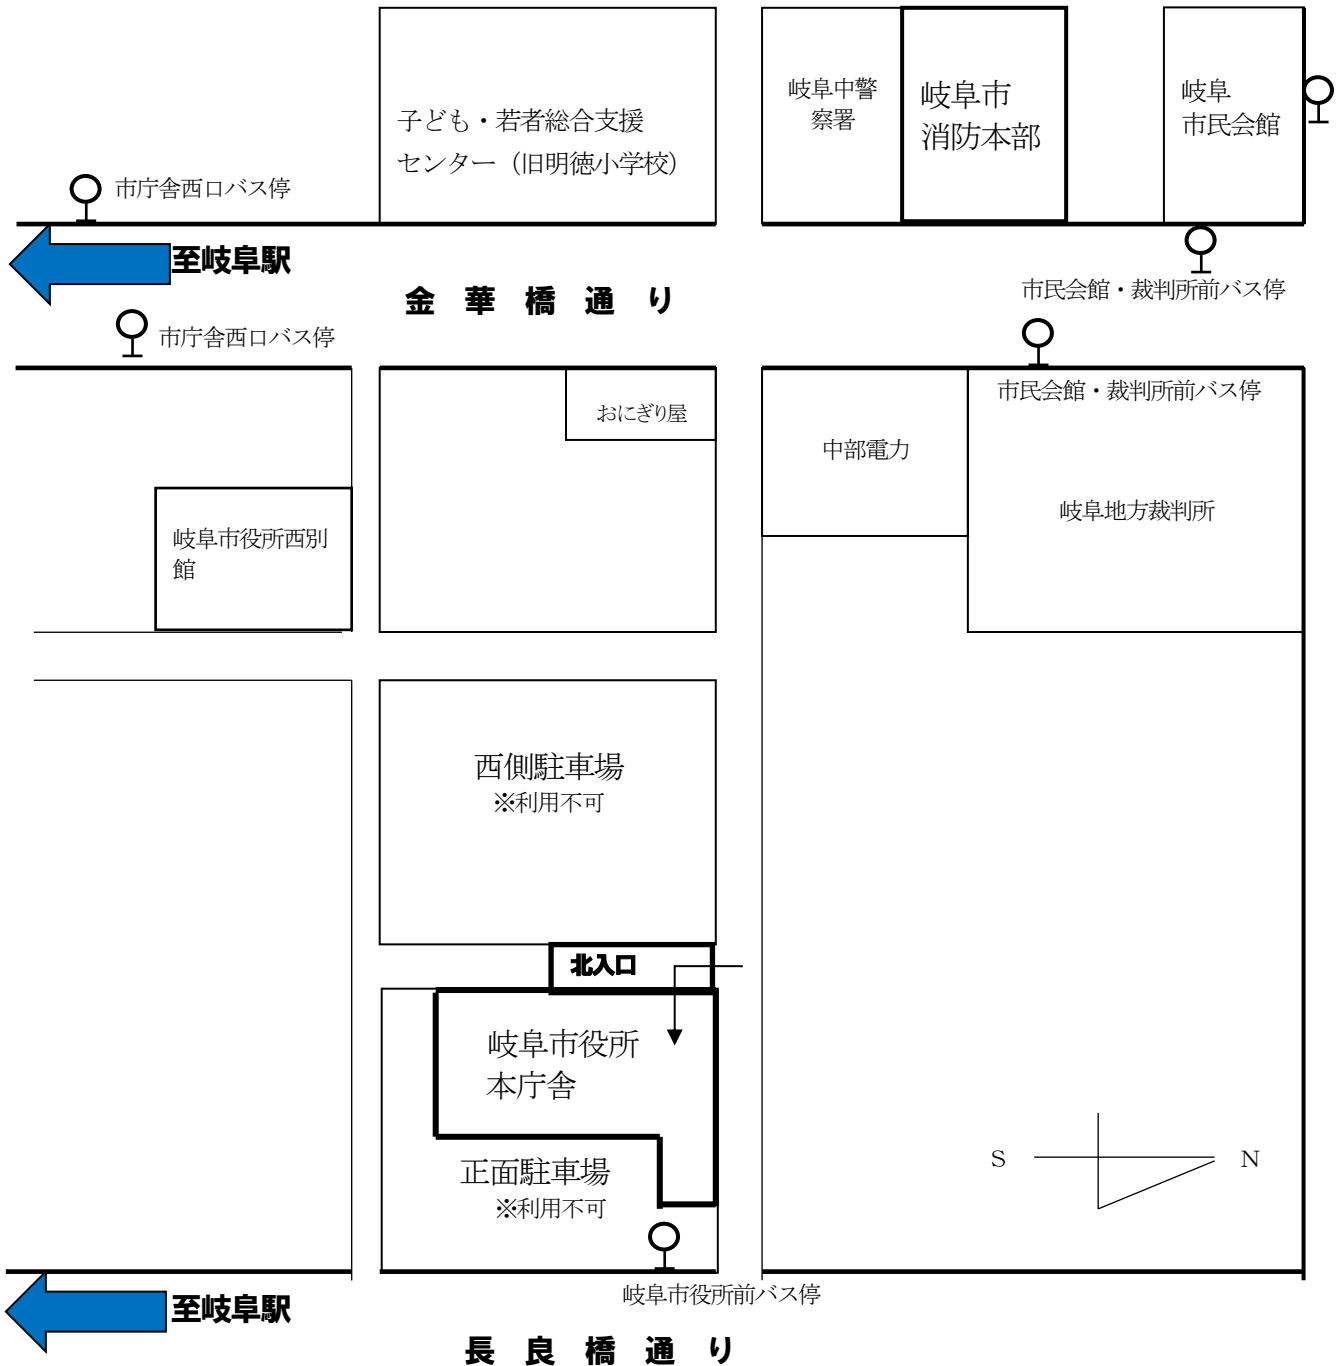 岐阜中警
察署
岐阜市
消防本部
岐阜
市民会館
子ども・若者総合支援
センター（旧明徳小学校）
市庁舎西口バス停
至岐阜駅
金華橋通り
市民会館・裁判所前バス停
市庁舎西口バス停
市民会館・裁判所前バス停
おにぎり屋
中部電力
岐阜地方裁判所
岐阜市役所西別
館
西側駐車場
※利用不可
北入口
岐阜市役所
本庁舎
正面駐車場
※利用不可
S
N
岐阜市役所前バス停
至岐阜駅
長良橋通り